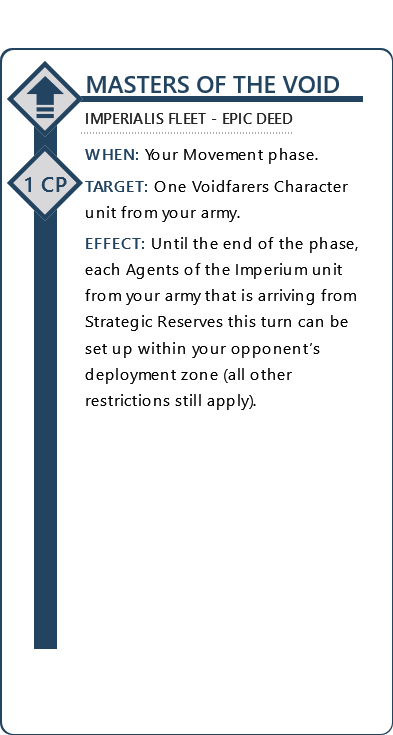 MASTERS OF THE VOID
IMPERIALIS FLEET - EPIC DEED
WHEN: Your Movement phase.
1 CP
TARGET: One Voidfarers Character
unit from your army.
EFFECT: Until the end of the phase,
each Agents of the Imperium unit
from your army that is arriving from
Strategic Reserves this turn can be
set up within your opponent's
deployment zone (all other
restrictions still apply).